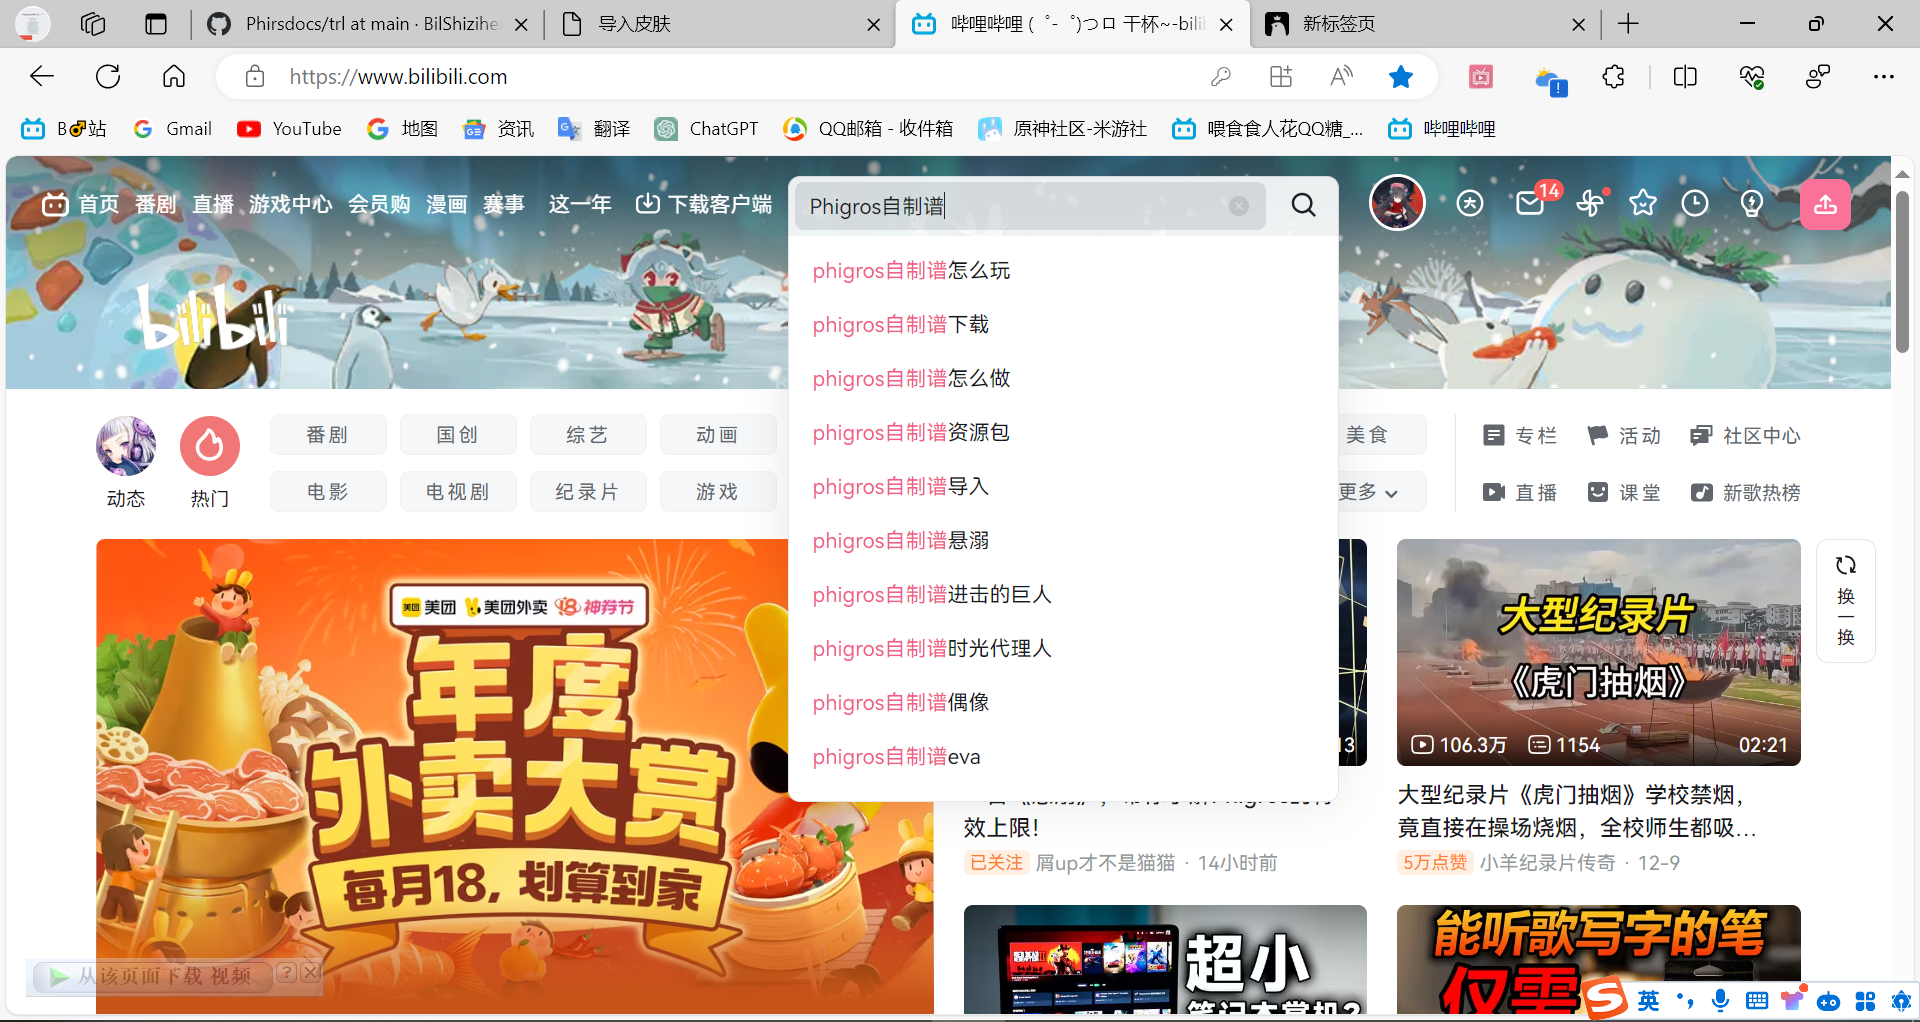 Phirsdocs/trl at main · BilShizihe
导入皮肤
哔哩哔哩 ( ゜- ゜)つロ 干杯~-bili
新标签页
https://www.bilibili.com
B♂站
Gmail
YouTube
地图
资讯
翻译
ChatGPT
QQ邮箱 - 收件箱
原神社区-米游社
喂食食人花QQ糖_...
哔哩哔哩
首页 番剧 直播 游戏中心 会员购 漫画 赛事 这一年 下载客户端
Phigros自制谱
14
phigros自制谱怎么玩
phigros自制谱下载
phigros自制谱怎么做
phigros自制谱资源包
phigros自制谱导入
phigros自制谱悬溺
phigros自制谱进击的巨人
phigros自制谱时光代理人
phigros自制谱偶像
phigros自制谱eva
bilibili
动态
热门
番剧 国创 综艺 动画
美食
电影 电视剧 纪录片 游戏
更多
专栏 活动 社区中心
直播 课堂 新歌热榜
美团 美团 美团外卖 18 神券节
年度
外卖大赏
每月18，划算到家
从该页面下载 视频 ?
13
效上限！
已关注 屑up才不是猫猫 · 14小时前
大型纪录片
《虎门抽烟》
106.3万 1154 02:21
大型纪录片《虎门抽烟》学校禁烟，
竟直接在操场烧烟，全校师生都吸...
5万点赞 小羊纪录片传奇 · 12-9
换一换
超小
笔记本掌机?
能听歌写字的笔
仅需
英